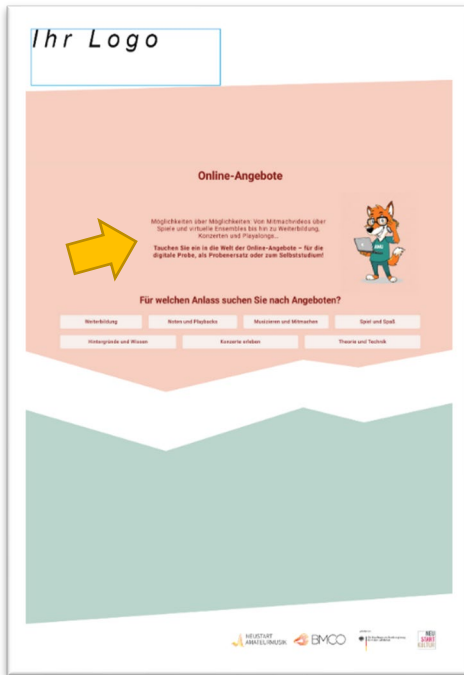 Ihr Logo
Online-Angebote
Möglichkeiten über Möglichkeiten: Von Mitmachvideos über
Spiele und virtuelle Ensembles bis hin zu Weiterbildung,
Konzerten und Playalongs...
Tauchen Sie ein in die Welt der Online-Angebote – für die
digitale Probe, als Probenersatz oder zum Selbststudium!
Für welchen Anlass suchen Sie nach Angeboten?
Weiterbildung Noten und Playbacks Musizieren und Mitmachen Spiel und Spaß
Hintergründe und Wissen Konzerte erleben Theorie und Technik
NEUSTART
AMATEURMUSIK
BMCO
NEU
START
KULTUR